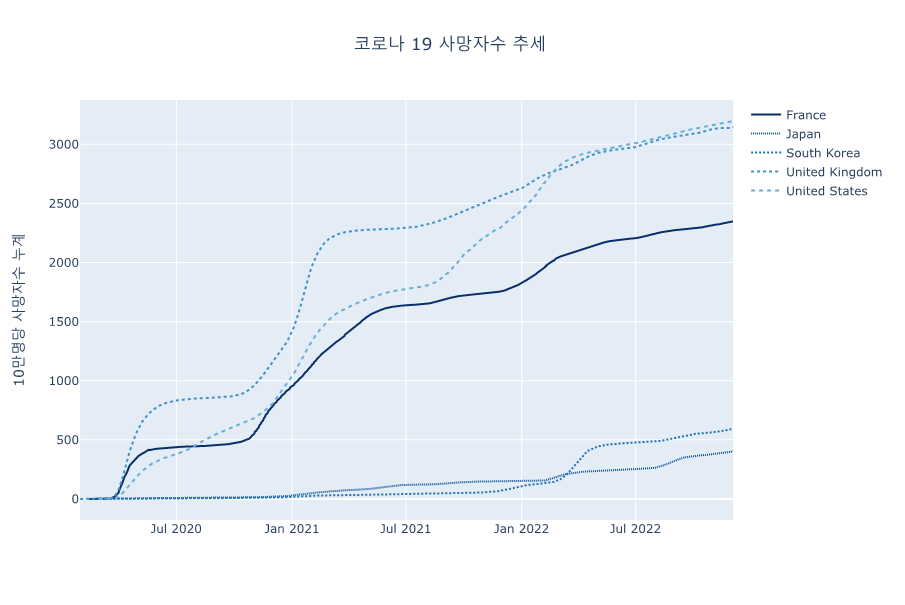 코로나 19 사망자수 추세
10만명당 사망자수 누계
3000
2500
2000
1500
1000
500
0
Jul 2020
Jan 2021
Jul 2021
Jan 2022
Jul 2022
France
Japan
South Korea
United Kingdom
United States